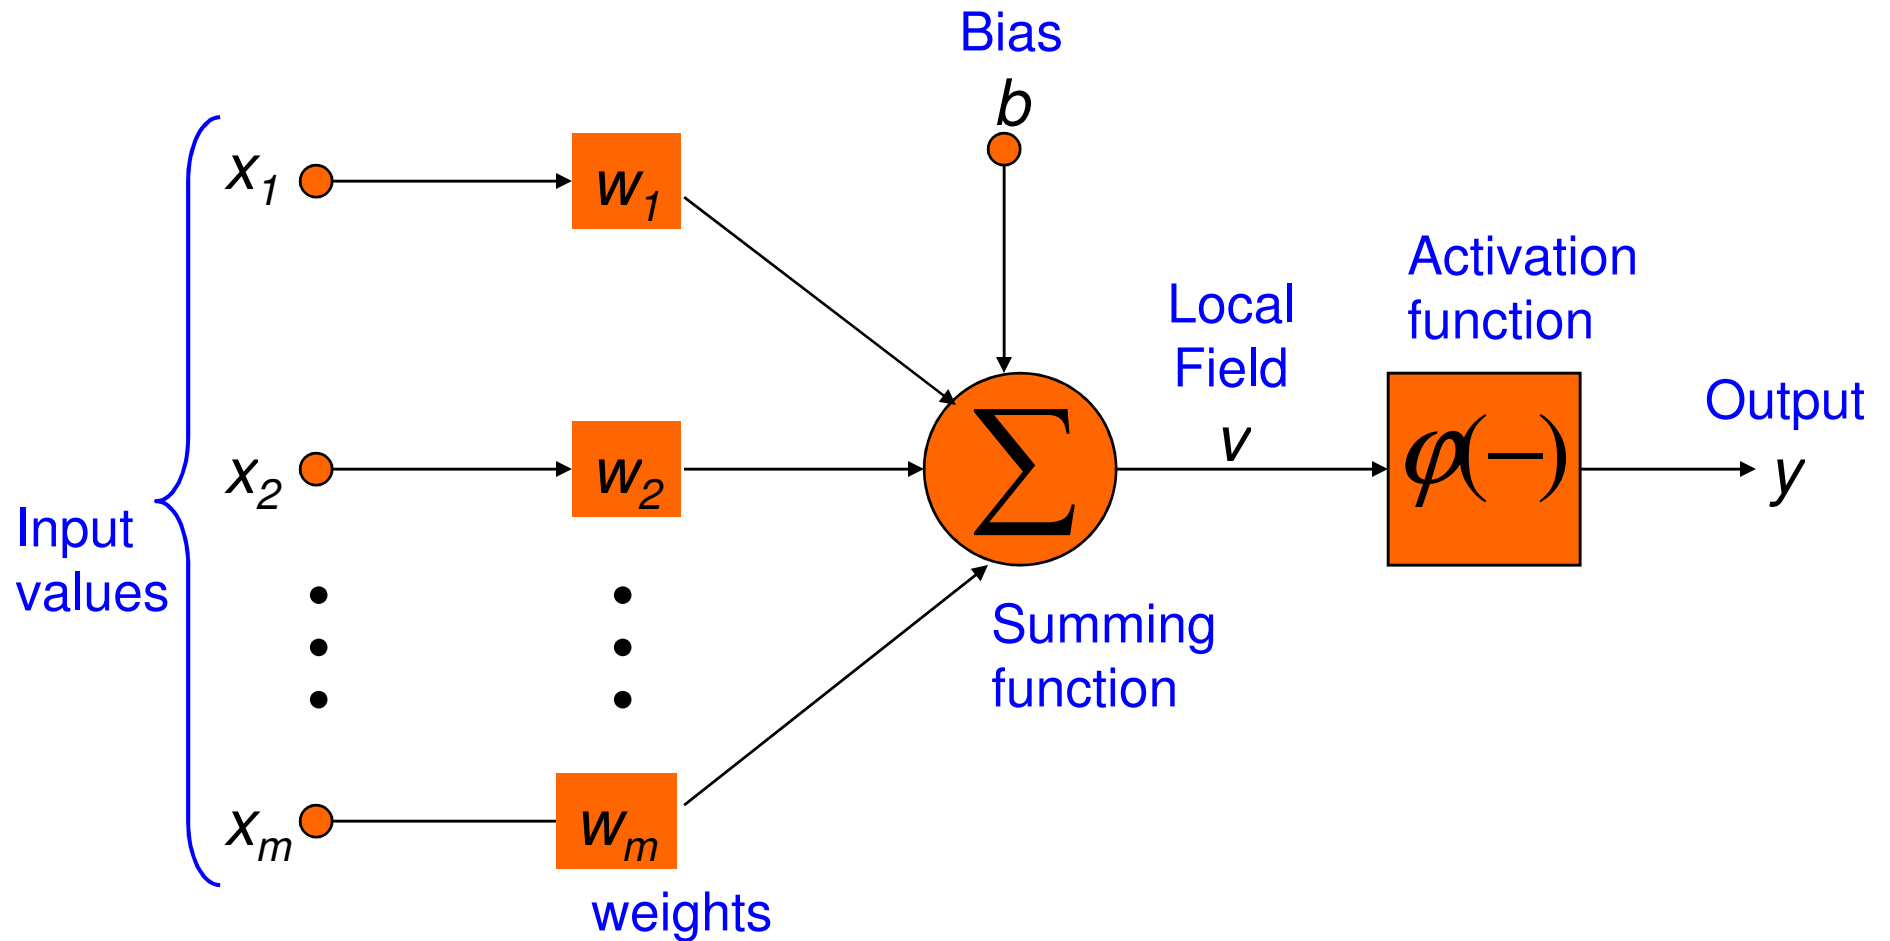 Bias
b
x1
w1
Activation
function
Local
Field
v
Output
x2
w2
∑
φ(−)
y
Input
values
Summing
function
xm
wm
weights